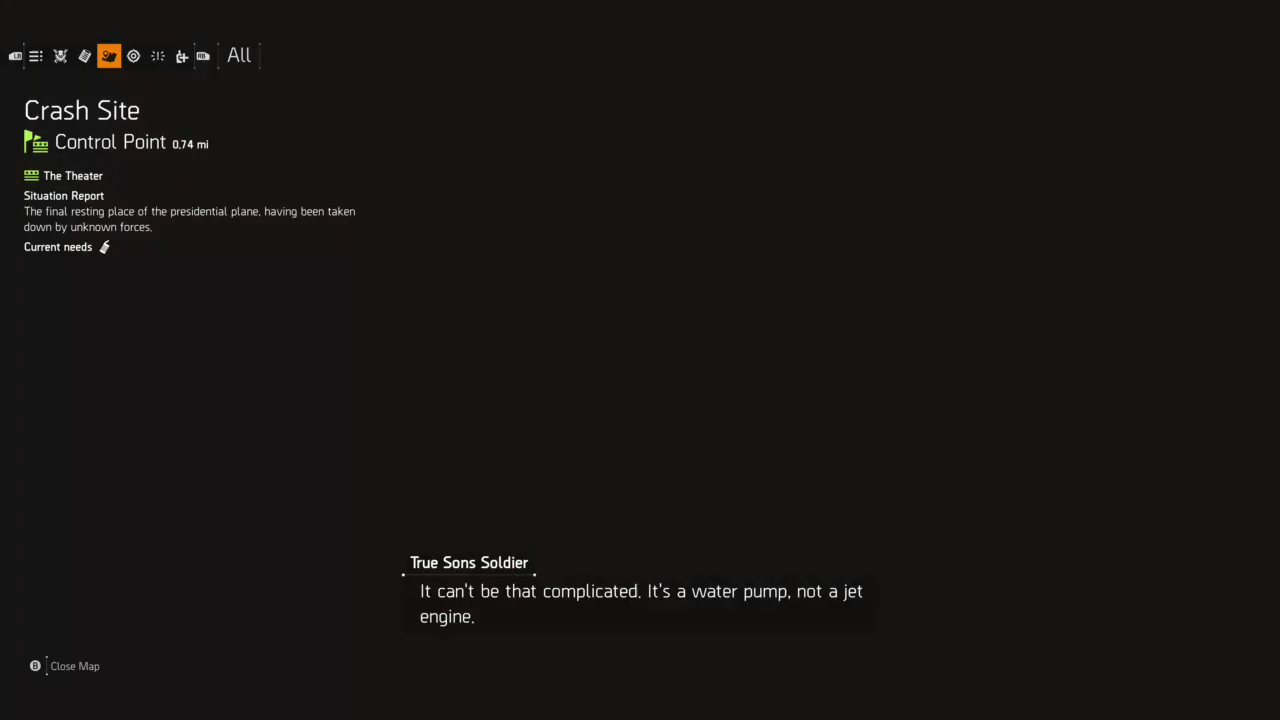 LB
RB
All
Crash Site
Control Point 0.74 mi
The Theater
Situation Report
The final resting place of the presidential plane, having been taken
down by unknown forces.
Current needs
True Sons Soldier
It can't be that complicated. It's a water pump, not a jet
engine.
B Close Map